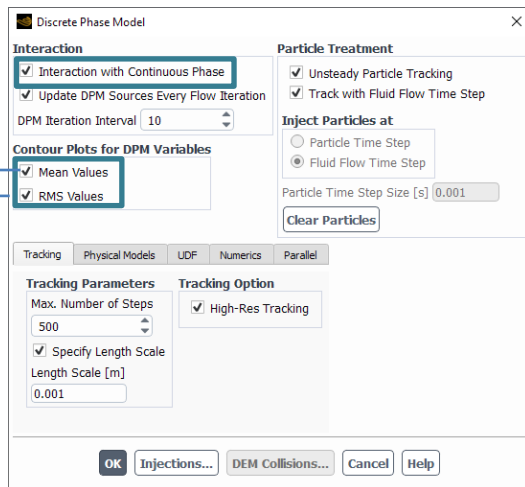 Discrete Phase Model
Interaction
Interaction with Continuous Phase
Update DPM Sources Every Flow Iteration
DPM Iteration Interval 10
Contour Plots for DPM Variables
Mean Values
RMS Values
Particle Treatment
Unsteady Particle Tracking
Track with Fluid Flow Time Step
Inject Particles at
Particle Time Step
Fluid Flow Time Step
Particle Time Step Size [s] 0.001
Clear Particles
Tracking Physical Models UDF Numerics Parallel
Tracking Parameters
Max. Number of Steps
500
Specify Length Scale
Length Scale [m]
0.001
Tracking Option
High-Res Tracking
OK Injections... DEM Collisions... Cancel Help